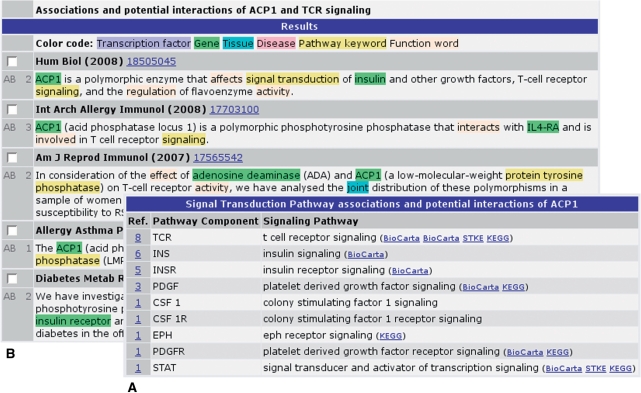 Associations and potential interactions of ACP1 and TCR signaling
Results
Color code: Transcription factor Gene Tissue Disease Pathway keyword Function word
Hum Biol (2008) 18505045
AB 2 ACP1 is a polymorphic enzyme that affects signal transduction of insulin and other growth factors, T-cell receptor
signaling, and the regulation of flavoenzyme activity.
Int Arch Allergy Immunol (2008) 17703100
AB 3 ACP1 (acid phosphatase locus 1) is a polymorphic phosphotyrosine phosphatase that interacts with IL4-RA and is
involved in T cell receptor signaling.
Am J Reprod Immunol (2007) 17565542
AB 2 In consideration of the effect of adenosine deaminase (ADA) and ACP1 (a low-molecular-weight protein tyrosine
phosphatase) on T-cell receptor activity, we have analysed the joint distribution of these polymorphisms in a
sample of women
susceptibility to RS
Allergy Asthma P
AB 1 The ACP1 (acid ph
phosphatase (LMP
Diabetes Metab R
AB 2 We have investiga
phosphotyrosine p
insulin receptor an
diabetes in the off
B
Signal Transduction Pathway associations and potential interactions of ACP1
Ref. Pathway Component Signaling Pathway
8 TCR t cell receptor signaling (BioCarta BioCarta STKE KEGG)
6 INS insulin signaling (BioCarta)
5 INSR insulin receptor signaling (BioCarta)
3 PDGF platelet derived growth factor signaling (BioCarta KEGG)
1 CSF 1 colony stimulating factor 1 signaling
1 CSF 1R colony stimulating factor 1 receptor signaling
1 EPH eph receptor signaling (KEGG)
1 PDGFR platelet derived growth factor receptor signaling (BioCarta KEGG)
1 STAT signal transducer and activator of transcription signaling (BioCarta STKE KEGG)
A